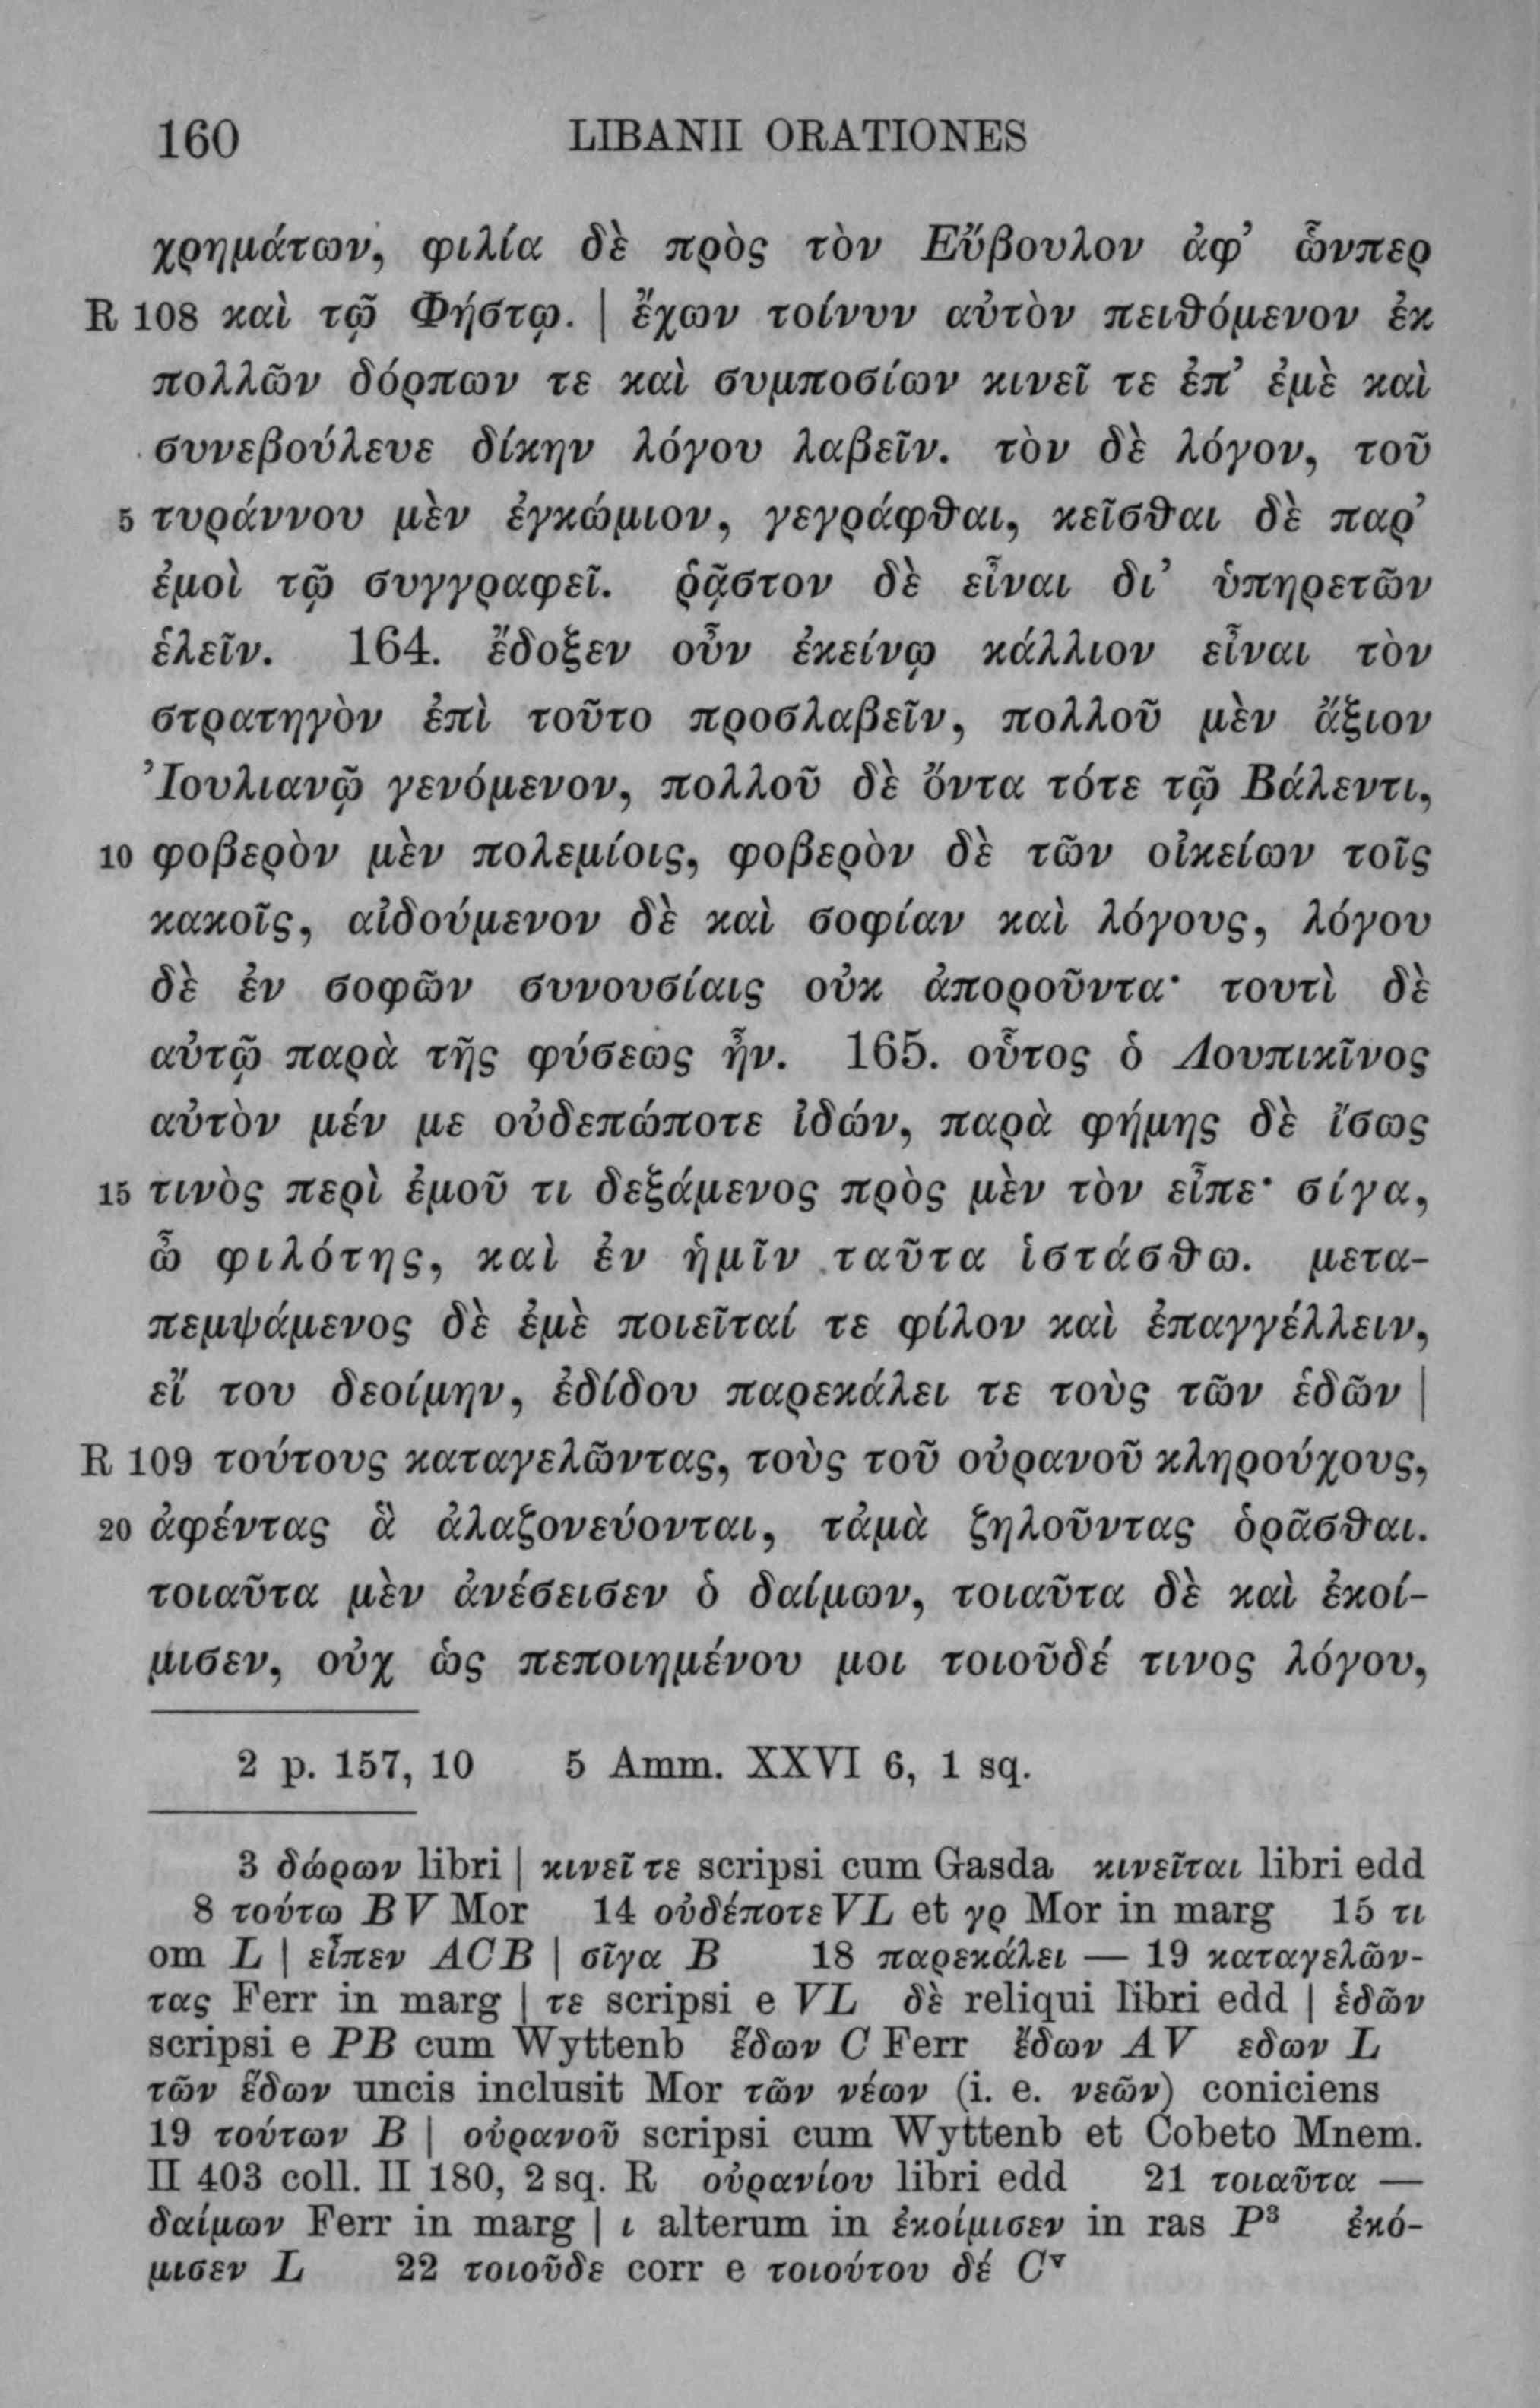 160 LIBANII ORATIONES
χρημάτων, φιλία δὲ πρὸς τὸν Εὔβουλον ἀφ’ ὧνπερ
R 108 καὶ τῷ Φήστῳ. | ἔχων τοίνυν αὐτὸν πειθόμενον ἐκ
πολλῶν δόρπων τε καὶ συμποσίων κινεῖ τε ἐπ’ ἐμὲ καὶ
συνεβούλευε δίκην λόγου λαβεῖν. τὸν δὲ λόγον, τοῦ
5 τυράννου μὲν ἐγκώμιον, γεγράφθαι, κεῖσθαι δὲ παρ’
ἐμοὶ τῷ συγγραφεῖ. ῥᾷστον δὲ εἶναι δι’ ὑπηρετῶν
ἑλεῖν. 164. ἔδοξεν οὖν ἐκείνῳ κάλλιον εἶναι τὸν
στρατηγὸν ἐπὶ τοῦτο προσλαβεῖν, πολλοῦ μὲν ἄξιον
Ἰουλιανῷ γενόμενον, πολλοῦ δὲ ὄντα τότε τῷ Βάλεντι,
10 φοβερὸν μὲν πολεμίοις, φοβερὸν δὲ τῶν οἰκείων τοῖς
κακοῖς, αἰδούμενον δὲ καὶ σοφίαν καὶ λόγους, λόγου
δὲ ἐν σοφῶν συνουσίαις οὐκ ἀποροῦντα· τουτὶ δὲ
αὐτῷ παρὰ τῆς φύσεως ἦν. 165. οὗτος ὁ Λουπικῖνος
αὐτὸν μέν με οὐδεπώποτε ἰδών, παρὰ φήμης δὲ ἴσως
15 τινὸς περὶ ἐμοῦ τι δεξάμενος πρὸς μὲν τὸν εἶπε· σίγα,
ὦ φιλότης, καὶ ἐν ἡμῖν ταῦτα ἱστάσθω. μετα-
πεμψάμενος δὲ ἐμὲ ποιεῖταί τε φίλον καὶ ἐπαγγέλλειν,
εἴ του δεοίμην, ἐδίδου παρεκάλει τε τοὺς τῶν ἑδῶν |
R 109 τούτους καταγελῶντας, τοὺς τοῦ οὐρανοῦ κληρούχους,
20 ἀφέντας ἃ ἀλαζονεύονται, τἀμὰ ζηλοῦντας ὁρᾶσθαι.
τοιαῦτα μὲν ἀνέσεισεν ὁ δαίμων, τοιαῦτα δὲ καὶ ἐκοί-
μισεν, οὐχ ὡς πεποιημένου μοι τοιοῦδέ τινος λόγου,
2 p. 157, 10 5 Amm. XXVI 6, 1 sq.
3 δώρων libri | κινεῖ τε scripsi cum Gasda κινεῖται libri edd
8 τούτω BV Mor 14 οὐδέποτε VL et γρ Mor in marg 15 τι
om L | εἶπεν ACB | σῖγα B 18 παρεκάλει — 19 καταγελῶν-
τας Ferr in marg | τε scripsi e VL δὲ reliqui libri edd | ἑδῶν
scripsi e PB cum Wyttenb ἕδων C Ferr ἔδων AV εδων L
τῶν ἕδων uncis inclusit Mor τῶν νέων (i. e. νεῶν) coniciens
19 τούτων B | οὐρανοῦ scripsi cum Wyttenb et Cobeto Mnem.
II 403 coll. II 180, 2 sq. R οὐρανίου libri edd 21 τοιαῦτα —
δαίμων Ferr in marg | ι alterum in ἐκοίμισεν in ras P³ ἐκό-
μισεν L 22 τοιοῦδε corr e τοιούτου δέ Cᵛ